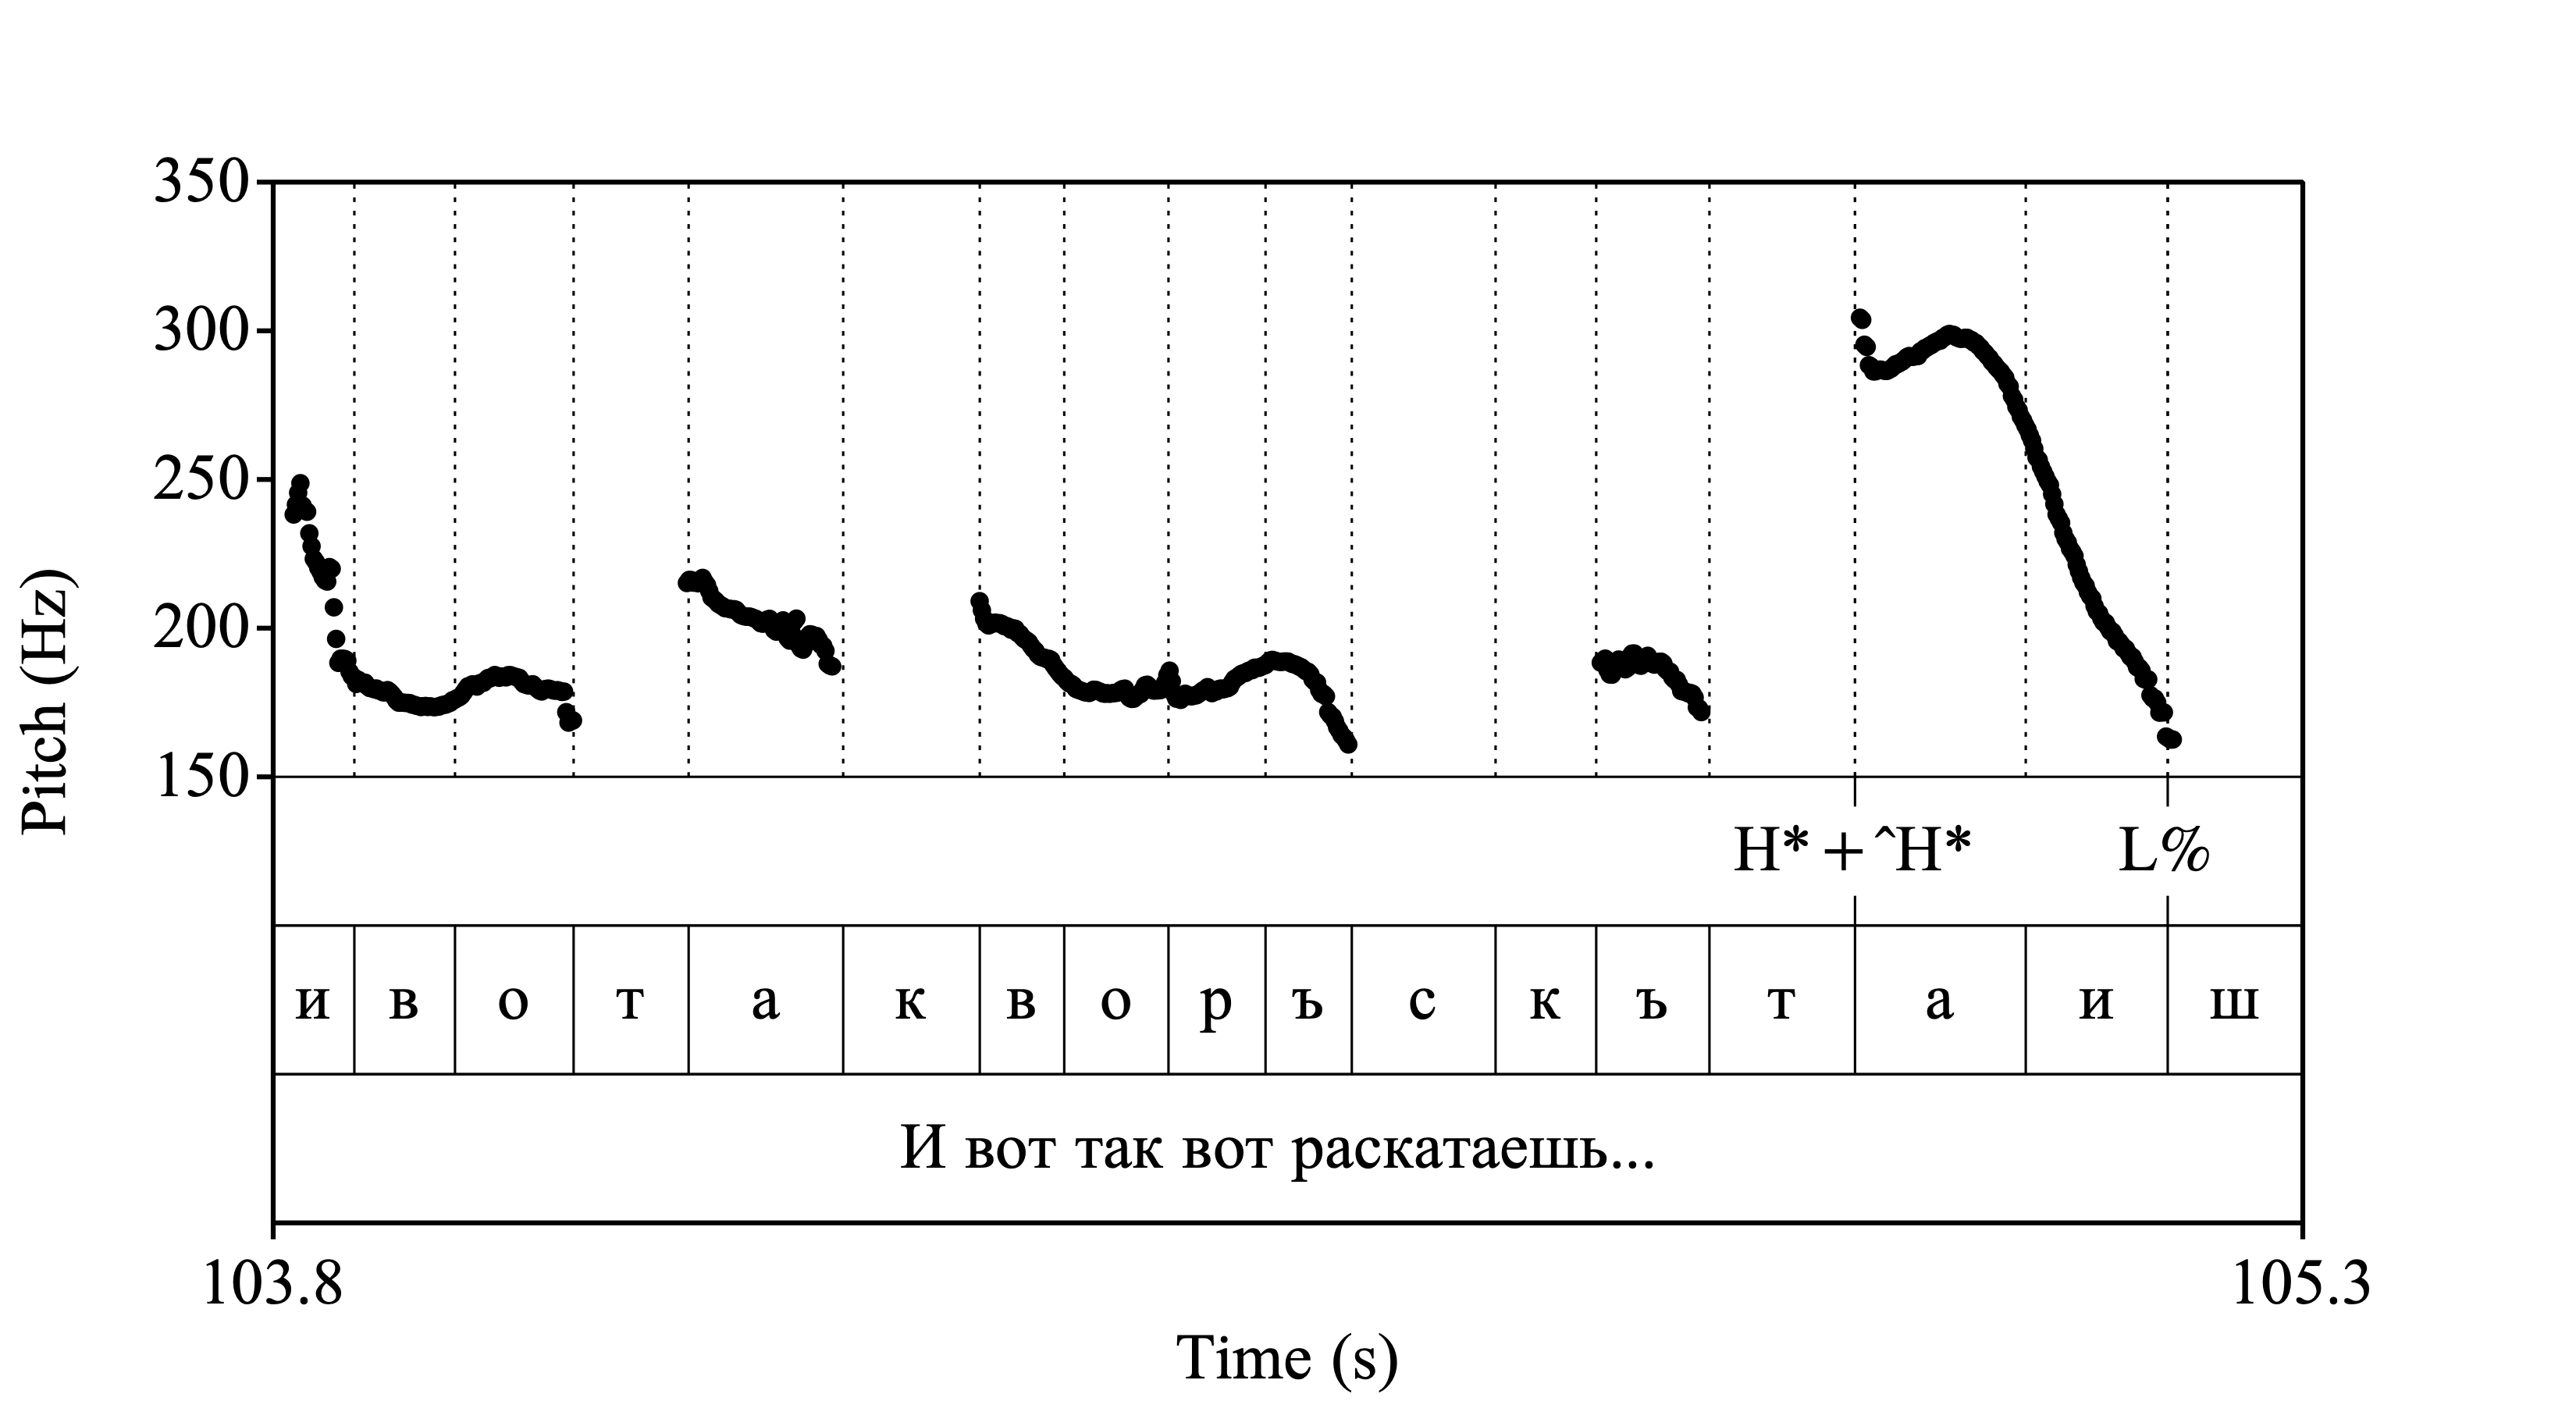 350
300
250
200
150
Pitch (Hz)
H* + ˆH* L%
и в о т а к в о р ъ с к ъ т а и ш
И вот так вот раскатаешь...
103.8 105.3
Time (s)